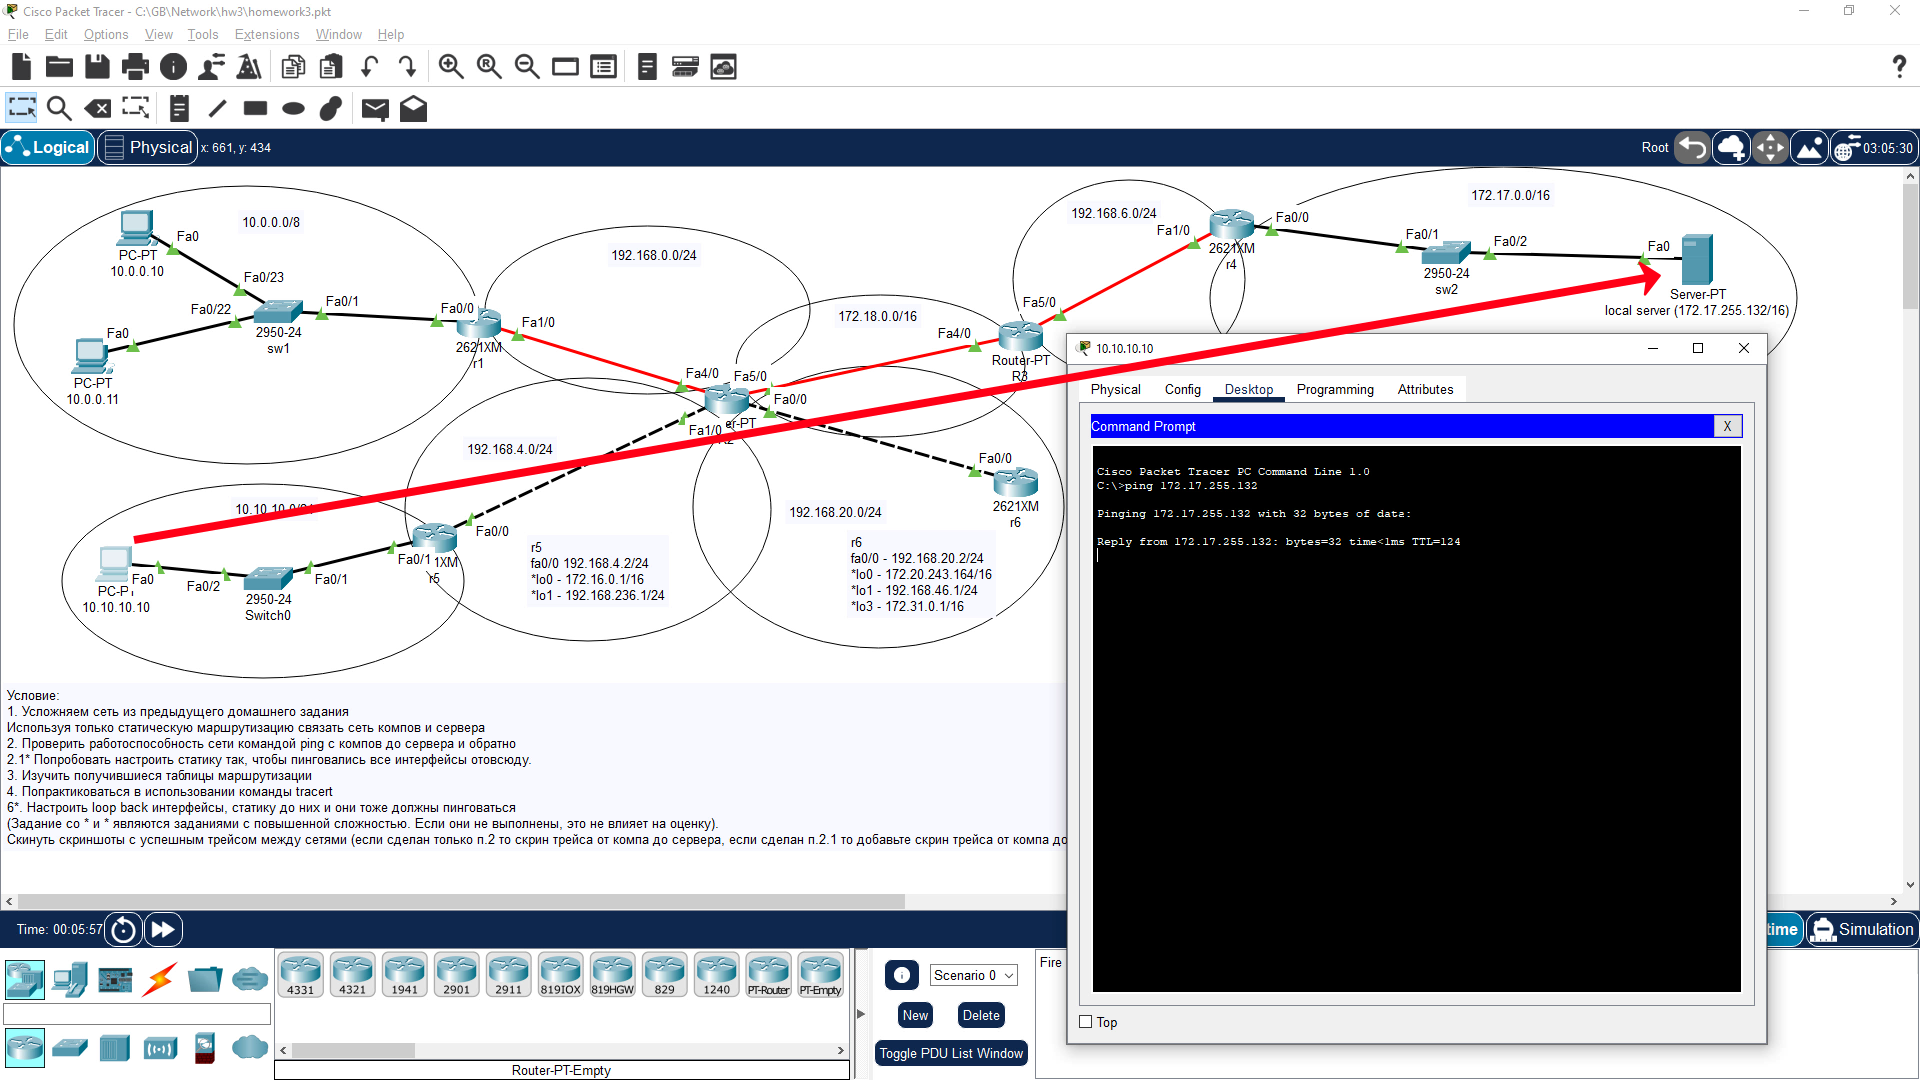 Cisco Packet Tracer - C:\GB\Network\hw3\homework3.pkt
File Edit Options View Tools Extensions Window Help
Logical
Physical
x: 661, y: 434
Root
03:05:30
10.0.0.0/8
PC-PT
10.0.0.10
Fa0
Fa0/23
Fa0/22
Fa0/1
Fa0
PC-PT
10.0.0.11
2950-24
sw1
Fa0/0
2621XM
r1
Fa1/0
192.168.0.0/24
172.18.0.0/16
192.168.6.0/24
172.17.0.0/16
Fa1/0
Fa0/0
2621XM
r4
Fa0/1
Fa0/2
2950-24
sw2
Fa0
Server-PT
local server (172.17.255.132/16)
Fa5/0
Fa4/0
Router-PT
R3
Fa4/0
Fa5/0
Fa0/0
er-PT
Fa1/0
192.168.4.0/24
192.168.20.0/24
Fa0/0
2621XM
r6
Fa0/0
Fa0/1
1XM
r5
Fa0
PC-P
10.10.10.10
Fa0/2
Fa0/1
2950-24
Switch0
r5
fa0/0 192.168.4.2/24
*lo0 - 172.16.0.1/16
*lo1 - 192.168.236.1/24
r6
fa0/0 - 192.168.20.2/24
*lo0 - 172.20.243.164/16
*lo1 - 192.168.46.1/24
*lo3 - 172.31.0.1/16
Условие:
1. Усложняем сеть из предыдущего домашнего задания
Используя только статическую маршрутизацию связать сеть компов и сервера
2. Проверить работоспособность сети командой ping с компов до сервера и обратно
2.1* Попробовать настроить статику так, чтобы пинговались все интерфейсы отовсюду.
3. Изучить получившиеся таблицы маршрутизации
4. Попрактиковаться в использовании команды tracert
6*. Настроить loop back интерфейсы, статику до них и они тоже должны пинговаться
(Задание со * и * являются заданиями с повышенной сложностью. Если они не выполнены, это не влияет на оценку).
Скинуть скриншоты с успешным трейсом между сетями (если сделан только п.2 то скрин трейса от компа до сервера, если сделан п.2.1 то добавьте скрин трейса от компа до
10.10.10.10
Physical Config Desktop Programming Attributes
Command Prompt
X
Cisco Packet Tracer PC Command Line 1.0
C:\>ping 172.17.255.132
Pinging 172.17.255.132 with 32 bytes of data:
Reply from 172.17.255.132: bytes=32 time<1ms TTL=124
Top
Time: 00:05:57
time
Simulation
4331 4321 1941 2901 2911 819IOX 819HGW 829 1240 PT-Router PT-Empty
Router-PT-Empty
Scenario 0
New
Delete
Toggle PDU List Window
Fire